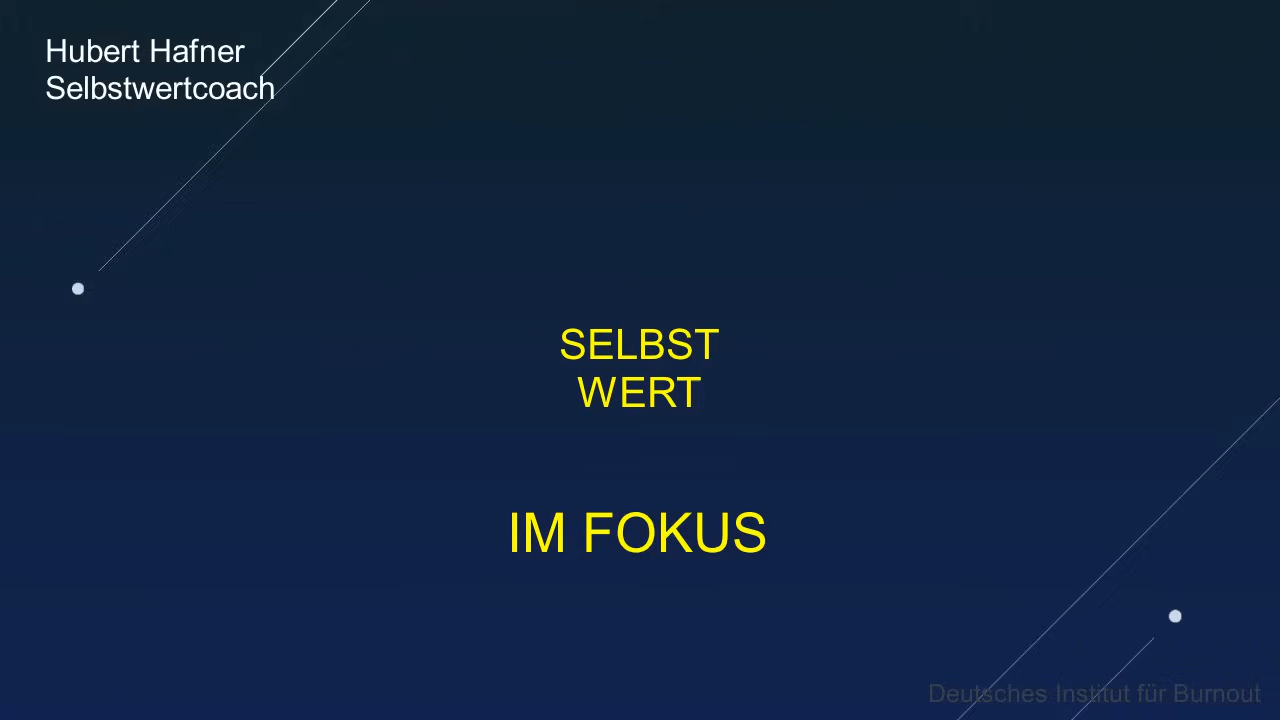 Hubert Hafner
Selbstwertcoach
SELBST
WERT
IM FOKUS
Deutsches Institut für Burnout